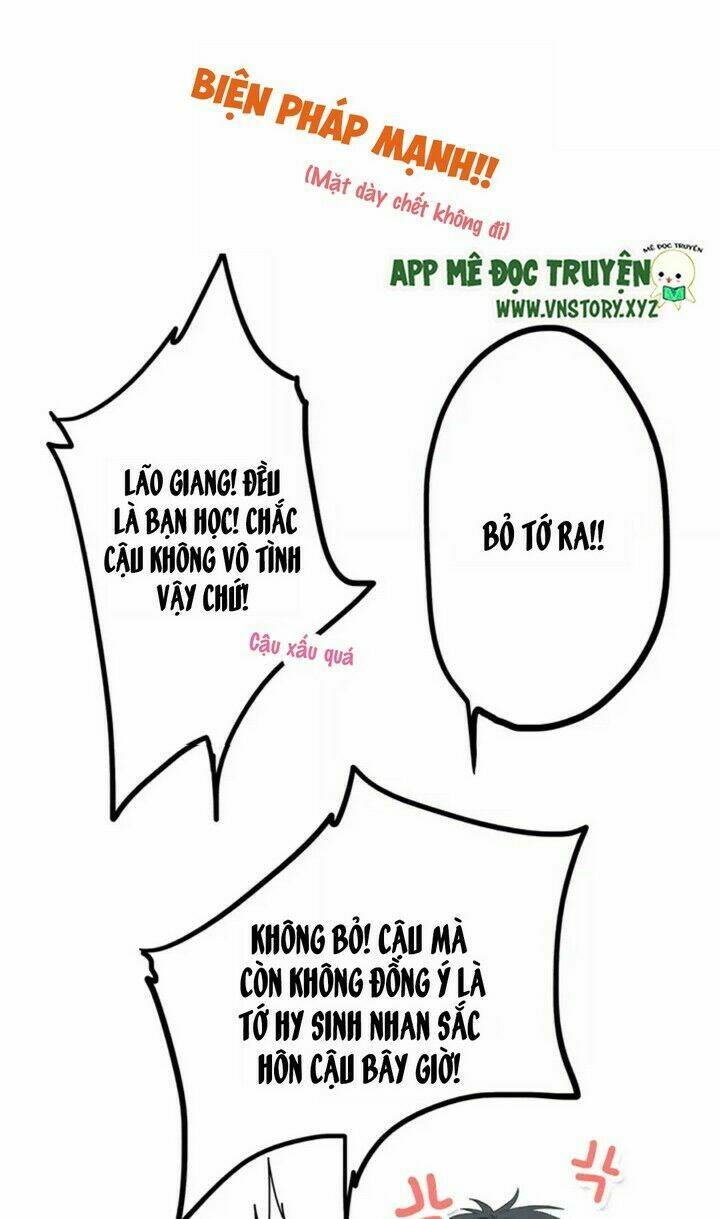 BIỆN PHÁP MẠNH!!
(Mặt dày chết không đi)
MÊ ĐỌC TRUYỆN
APP MÊ ĐỌC TRUYỆN
WWW.VNSTORY.XYZ
BỎ TỚ RA!!
LÃO GIANG! ĐỀU
LÀ BẠN HỌC! CHẮC
CẬU KHÔNG VÔ TÌNH
VẬY CHỨ!
Cậu xấu quá
KHÔNG BỎ! CẬU MÀ
CÒN KHÔNG ĐỒNG Ý LÀ
TỚ HY SINH NHAN SẮC
HÔN CẬU BÂY GIỜ!